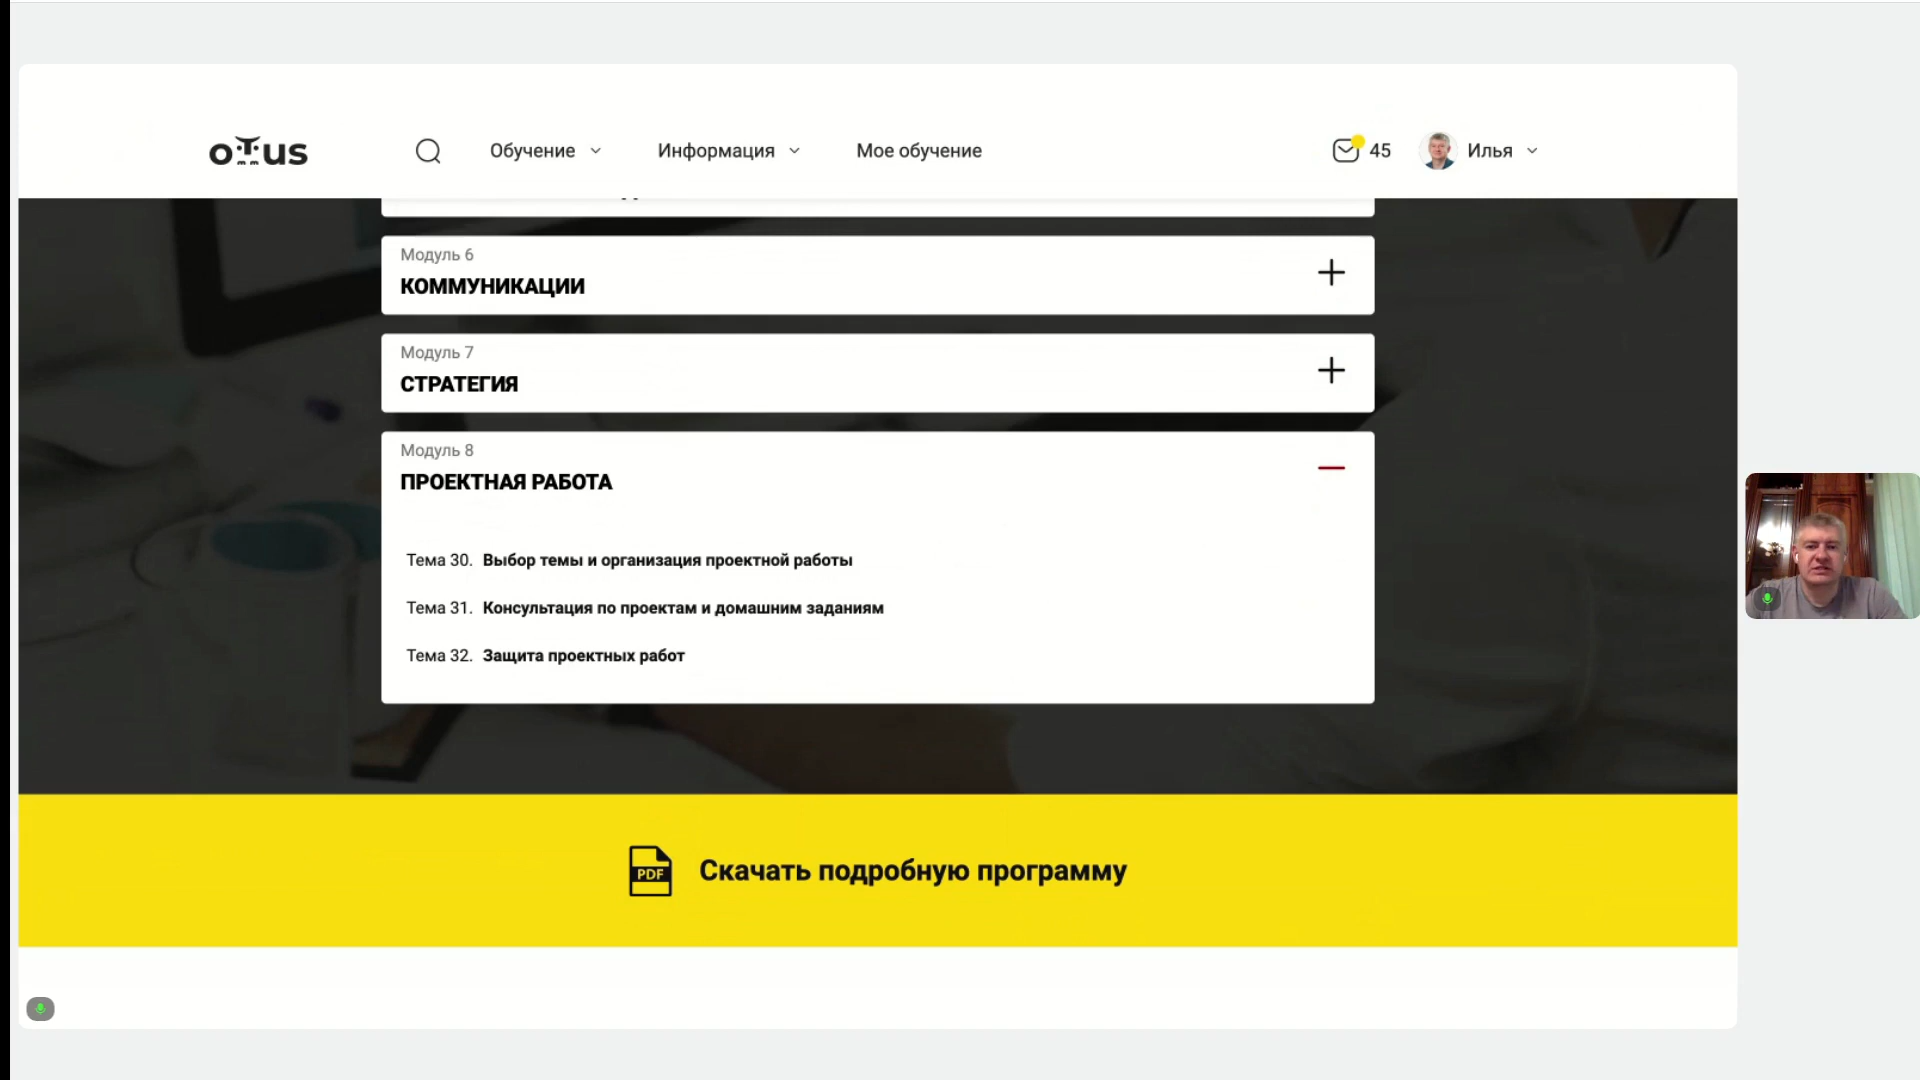 OTUS
Обучение
Информация
Мое обучение
45
Илья
Модуль 6
КОММУНИКАЦИИ
Модуль 7
СТРАТЕГИЯ
Модуль 8
ПРОЕКТНАЯ РАБОТА
Тема 30. Выбор темы и организация проектной работы
Тема 31. Консультация по проектам и домашним заданиям
Тема 32. Защита проектных работ
PDF
Скачать подробную программу